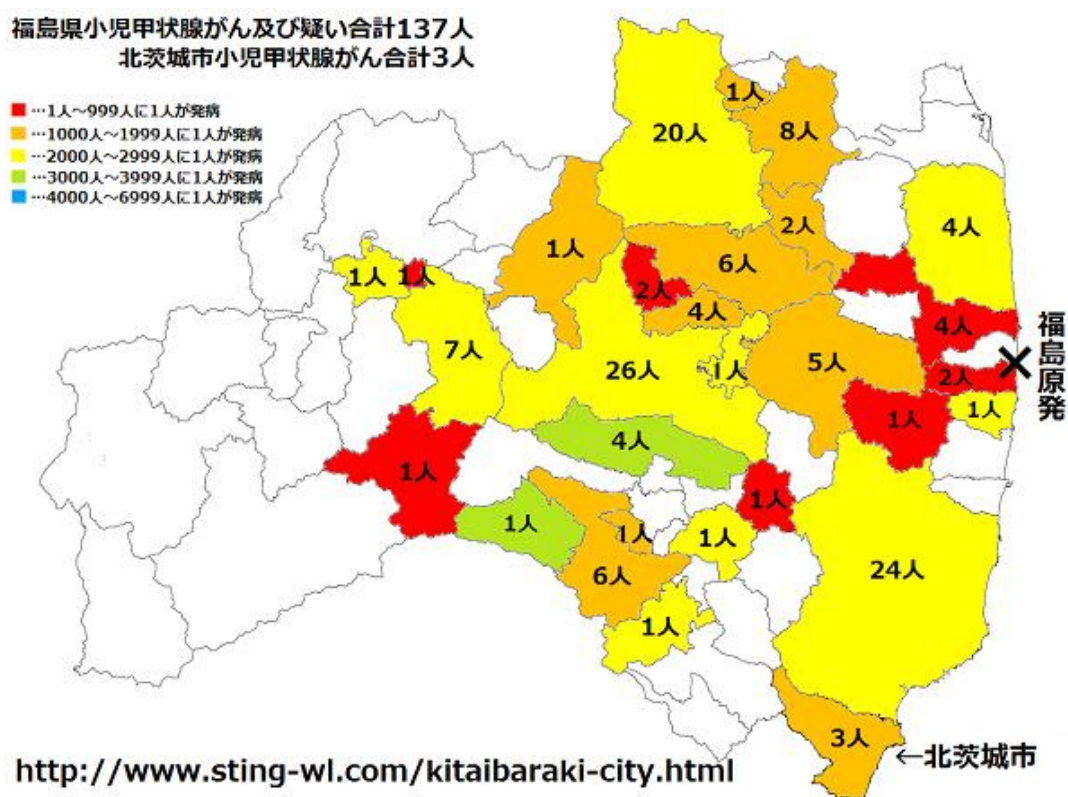 福島県小児甲状腺がん及び疑い合計137人
北茨城市小児甲状腺がん合計3人
…1人～999人に1人が発病
…1000人～1999人に1人が発病
…2000人～2999人に1人が発病
…3000人～3999人に1人が発病
…4000人～6999人に1人が発病
1人
20人
8人
2人
4人
1人
6人
1人
1人
2人
4人
4人
7人
26人
1人
5人
2人
福島原発
1人
1人
4人
1人
1人
1人
1人
1人
6人
24人
1人
3人
←北茨城市
http://www.sting-wl.com/kitaibaraki-city.html